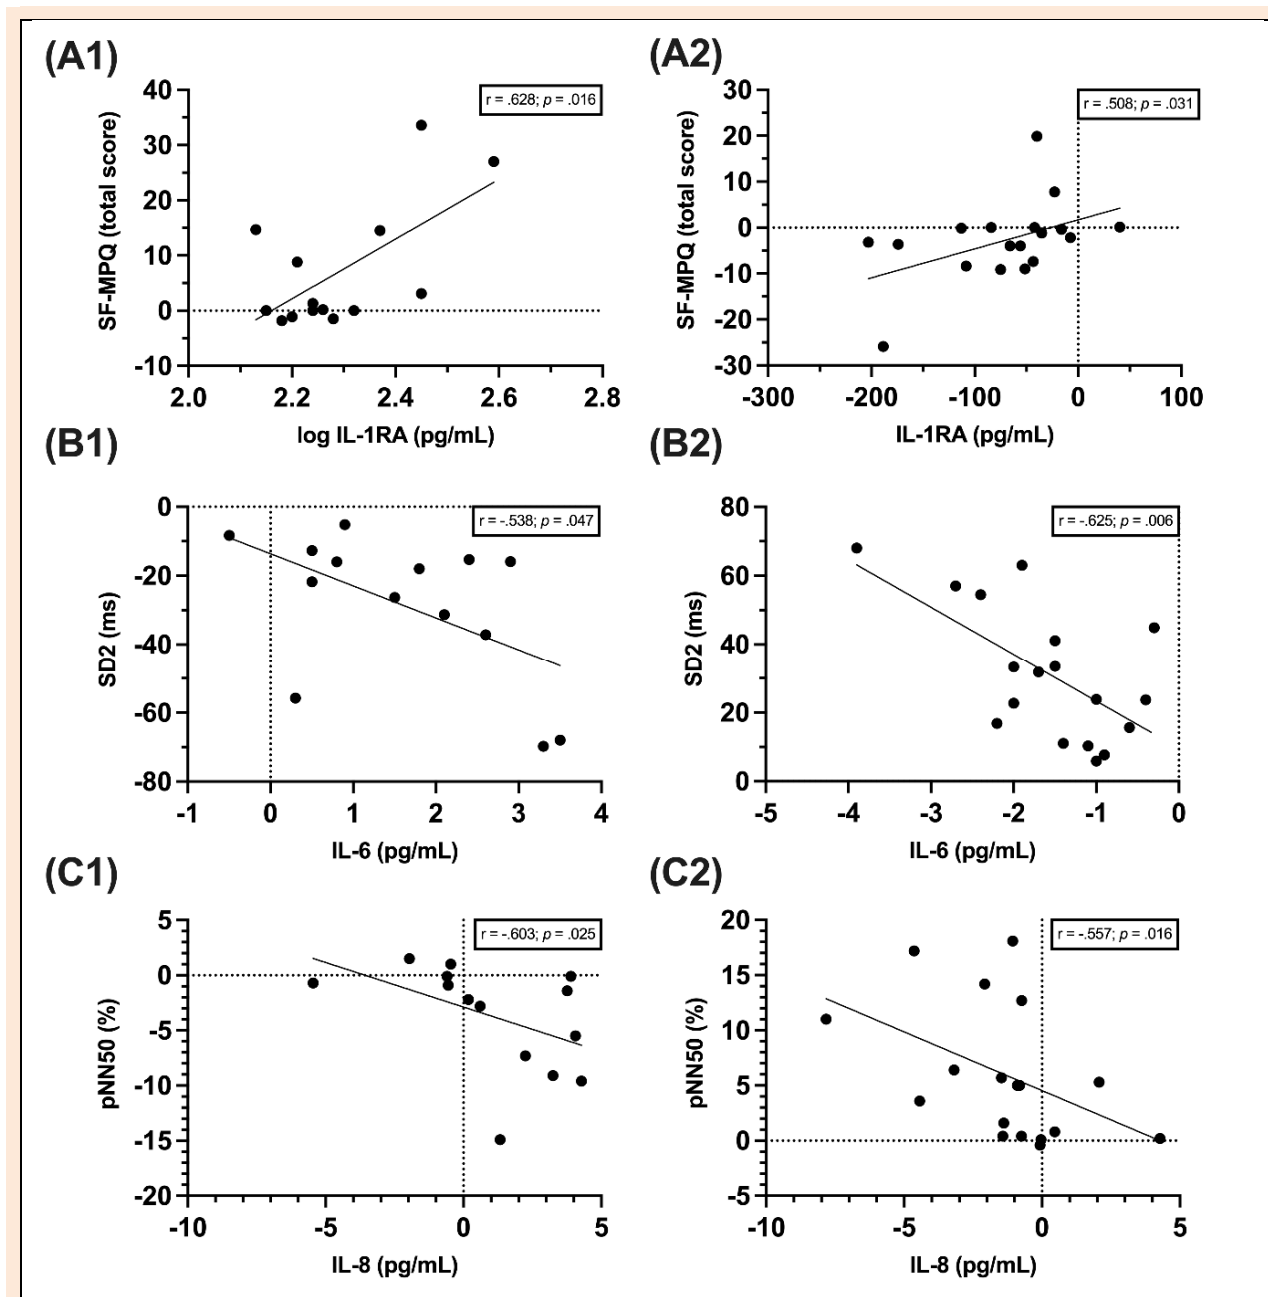 (A1)
r = .628; p = .016
40
30
20
10
0
-10
SF-MPQ (total score)
2.0 2.2 2.4 2.6 2.8
log IL-1RA (pg/mL)
(A2)
r = .508; p = .031
30
20
10
0
-10
-20
-30
SF-MPQ (total score)
-300 -200 -100 0 100
IL-1RA (pg/mL)
(B1)
r = -.538; p = .047
0
-20
-40
-60
-80
SD2 (ms)
-1 0 1 2 3 4
IL-6 (pg/mL)
(B2)
r = -.625; p = .006
80
60
40
20
0
SD2 (ms)
-5 -4 -3 -2 -1 0
IL-6 (pg/mL)
(C1)
r = -.603; p = .025
5
0
-5
-10
-15
-20
pNN50 (%)
-10 -5 0 5
IL-8 (pg/mL)
(C2)
r = -.557; p = .016
20
15
10
5
0
-5
pNN50 (%)
-10 -5 0 5
IL-8 (pg/mL)